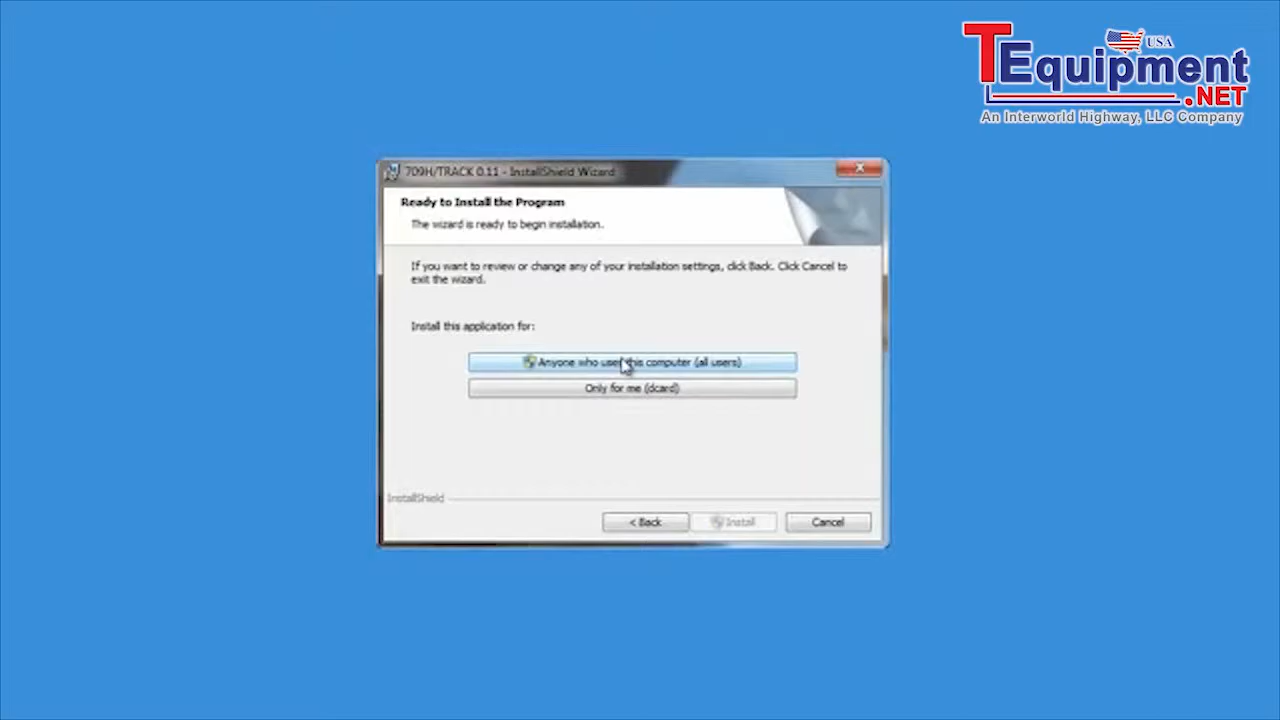 TEquipment
USA
.NET
An Interworld Highway, LLC Company
709H/TRACK 0.11 - InstallShield Wizard
Ready to Install the Program
The wizard is ready to begin installation.
If you want to review or change any of your installation settings, click Back. Click Cancel to
exit the wizard.
Install this application for:
Anyone who uses this computer (all users)
Only for me (dcard)
InstallShield
< Back
Install
Cancel